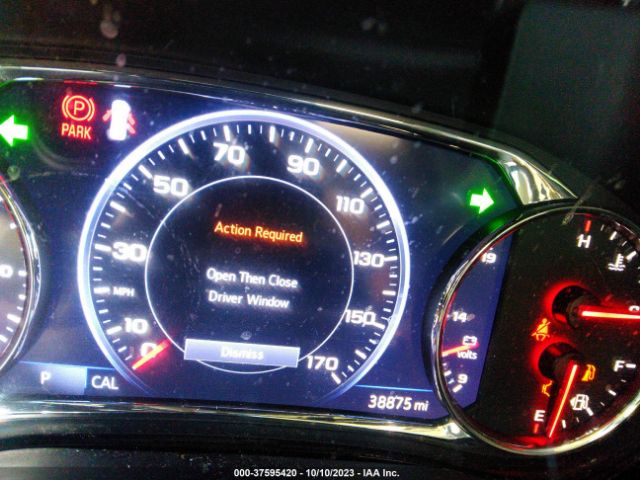 P
PARK
10
30
50
70
90
110
130
150
170
0
MPH
Action Required
Open Then Close
Driver Window
Dismiss
P
CAL
38875 mi
19
14
volts
9
H
C
F
E
000-37595420 - 10/10/2023 - IAA Inc.